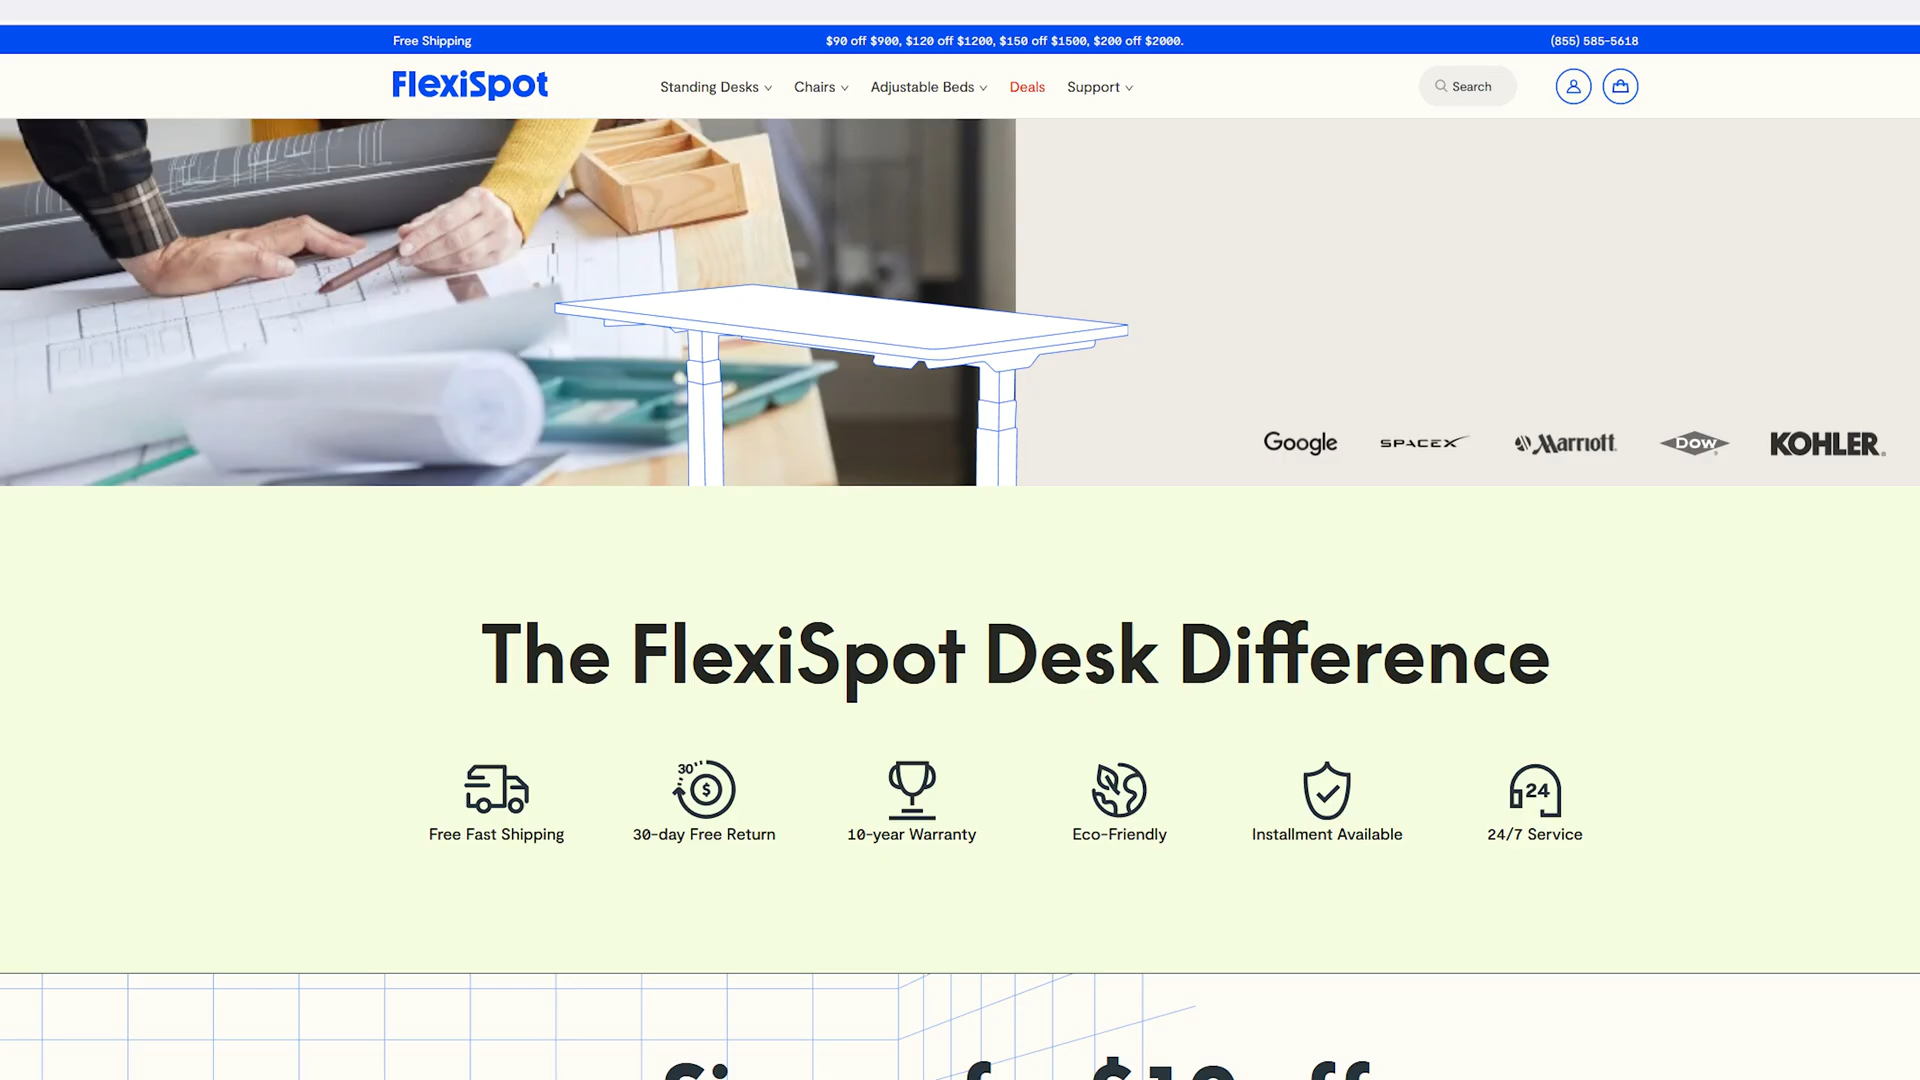 Free Shipping
$90 off $900, $120 off $1200, $150 off $1500, $200 off $2000.
(855) 585-5618
FlexiSpot
Standing Desks
Chairs
Adjustable Beds
Deals
Support
Search
Google
SPACEX
Marriott
Dow
KOHLER
The FlexiSpot Desk Difference
30
$
24
Free Fast Shipping
30-day Free Return
10-year Warranty
Eco-Friendly
Installment Available
24/7 Service